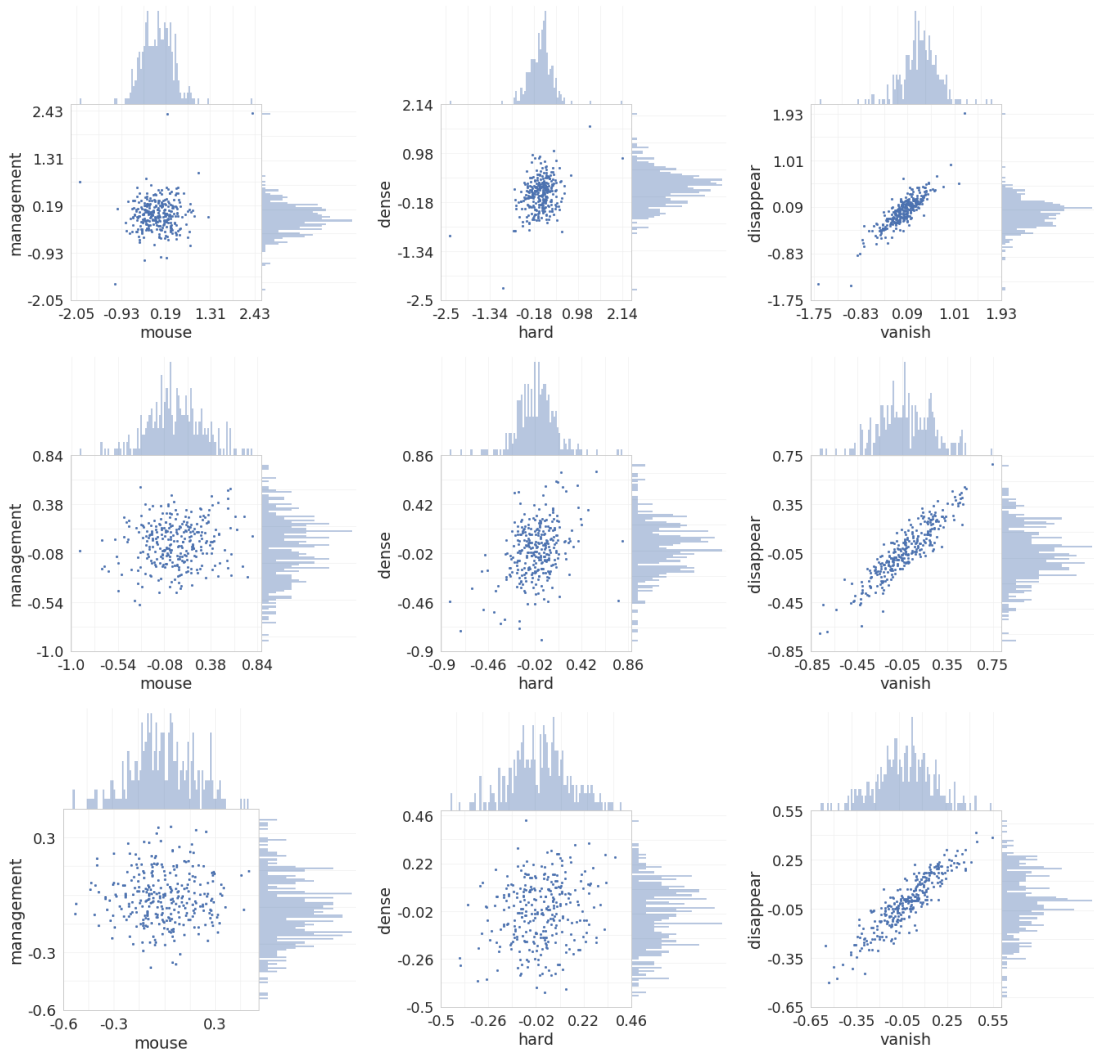 management
2.43
1.31
0.19
-0.93
-2.05
-2.05 -0.93 0.19 1.31 2.43
mouse
dense
2.14
0.98
-0.18
-1.34
-2.5
-2.5 -1.34 -0.18 0.98 2.14
hard
disappear
1.93
1.01
0.09
-0.83
-1.75
-1.75 -0.83 0.09 1.01 1.93
vanish
management
0.84
0.38
-0.08
-0.54
-1.0
-1.0 -0.54 -0.08 0.38 0.84
mouse
dense
0.86
0.42
-0.02
-0.46
-0.9
-0.9 -0.46 -0.02 0.42 0.86
hard
disappear
0.75
0.35
-0.05
-0.45
-0.85
-0.85 -0.45 -0.05 0.35 0.75
vanish
management
0.3
-0.3
-0.6
-0.6 -0.3 0.3
mouse
dense
0.46
0.22
-0.02
-0.26
-0.5
-0.5 -0.26 -0.02 0.22 0.46
hard
disappear
0.55
0.25
-0.05
-0.35
-0.65
-0.65 -0.35 -0.05 0.25 0.55
vanish